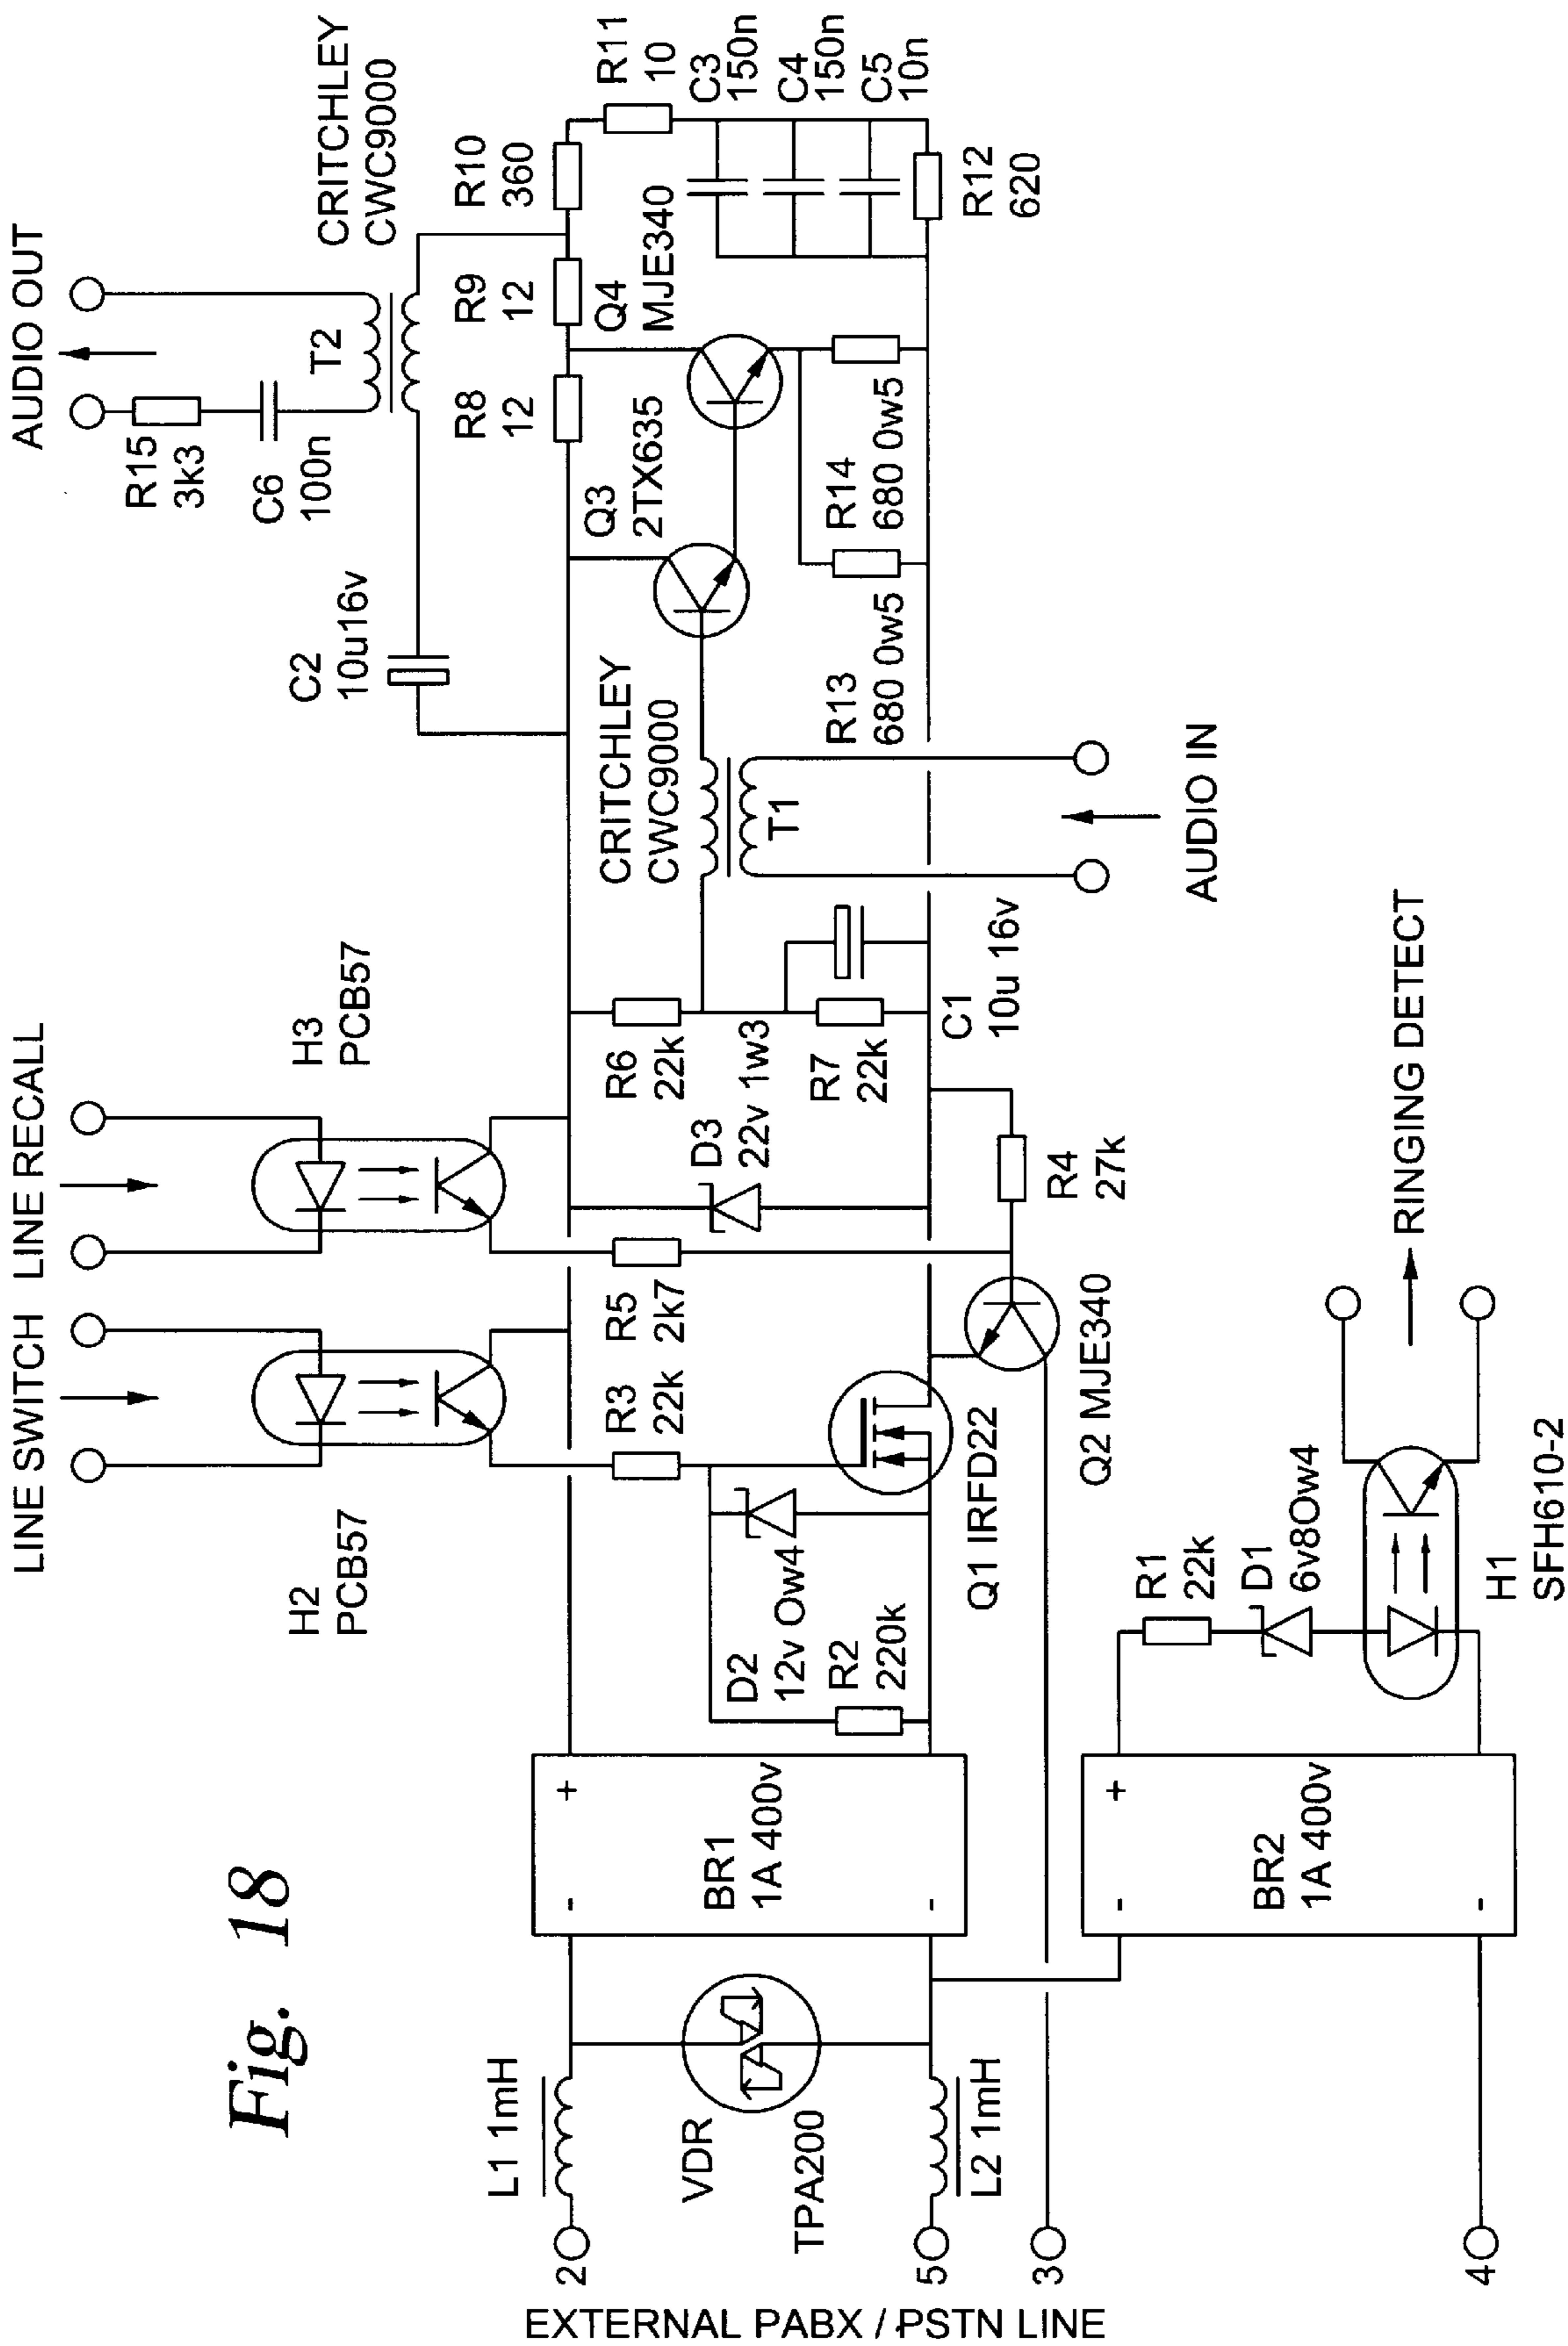 Fig. 18
LINE SWITCH
LINE RECALL
AUDIO OUT
H2
PCB57
H3
PCB57
R15
3k3
C6
100n
T2
CRITCHLEY
CWC9000
C2
10u16v
R8
12
R9
12
R10
360
R11
10
C3
150n
C4
150n
C5
10n
R12
620
Q3
2TX635
Q4
MJE340
R14
680 0w5
R13
680 0w5
CRITCHLEY
CWC9000
T1
AUDIO IN
R6
22k
R7
22k
C1
10u 16v
D3
22v 1w3
R4
27k
R5
2k7
R3
22k
Q2 MJE340
Q1 IRFD22
D2
12v Ow4
R2
220k
+
-
BR1
1A 400v
-
L1 1mH
VDR
TPA200
L2 1mH
2
5
3
4
EXTERNAL PABX / PSTN LINE
+
-
BR2
1A 400v
-
R1
22k
D1
6v8Ow4
H1
SFH610-2
RINGING DETECT